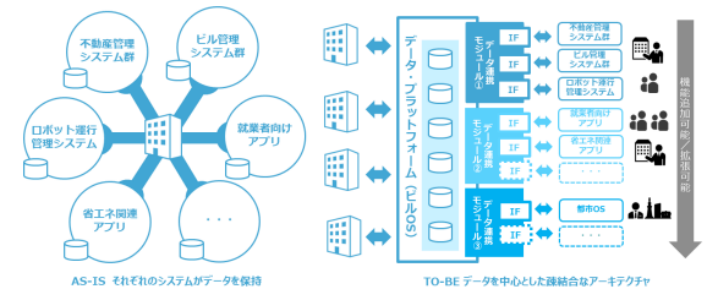 不動産管理
システム群
ビル管理
システム群
ロボット運行
管理システム
就業者向け
アプリ
省エネ関連
アプリ
・・・
AS-IS それぞれのシステムがデータを保持
データ・プラットフォーム（ビルOS）
データ連携
モジュール①
IF
不動産管理
システム群
IF
ビル管理
システム群
IF
ロボット運行
管理システム
データ連携
モジュール②
IF
就業者向け
アプリ
IF
省エネ関連
アプリ
IF
・・・
データ連携
モジュール③
IF
都市OS
IF
・・・
機能追加可能／拡張可能
TO-BE データを中心とした疎結合なアーキテクチャ